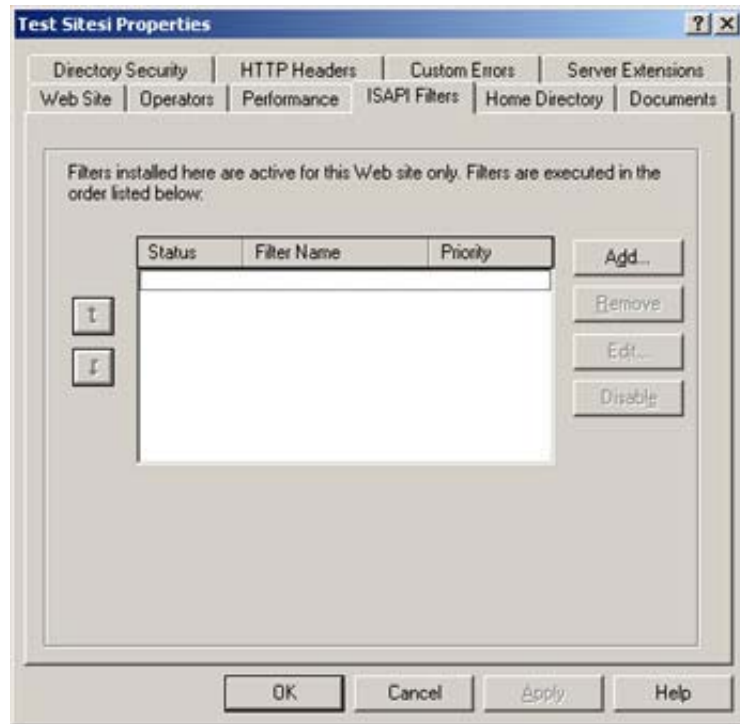 Test Sitesi Properties
Directory Security HTTP Headers Custom Errors Server Extensions
Web Site Operators Performance ISAPI Filters Home Directory Documents
Filters installed here are active for this Web site only. Filters are executed in the
order listed below:
Status Filter Name Priority
Add...
Remove
Edit...
Disable
OK Cancel Apply Help